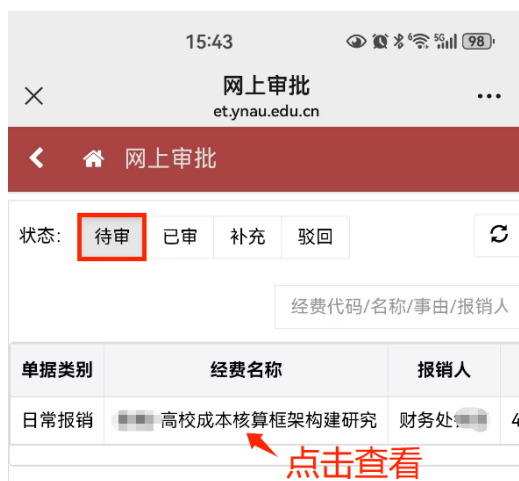 15:43 6 5G 98
网上审批
et.ynau.edu.cn
网上审批
状态: 待审 已审 补充 驳回
经费代码/名称/事由/报销人
单据类别 经费名称 报销人
日常报销 高校成本核算框架构建研究 财务处 4
点击查看